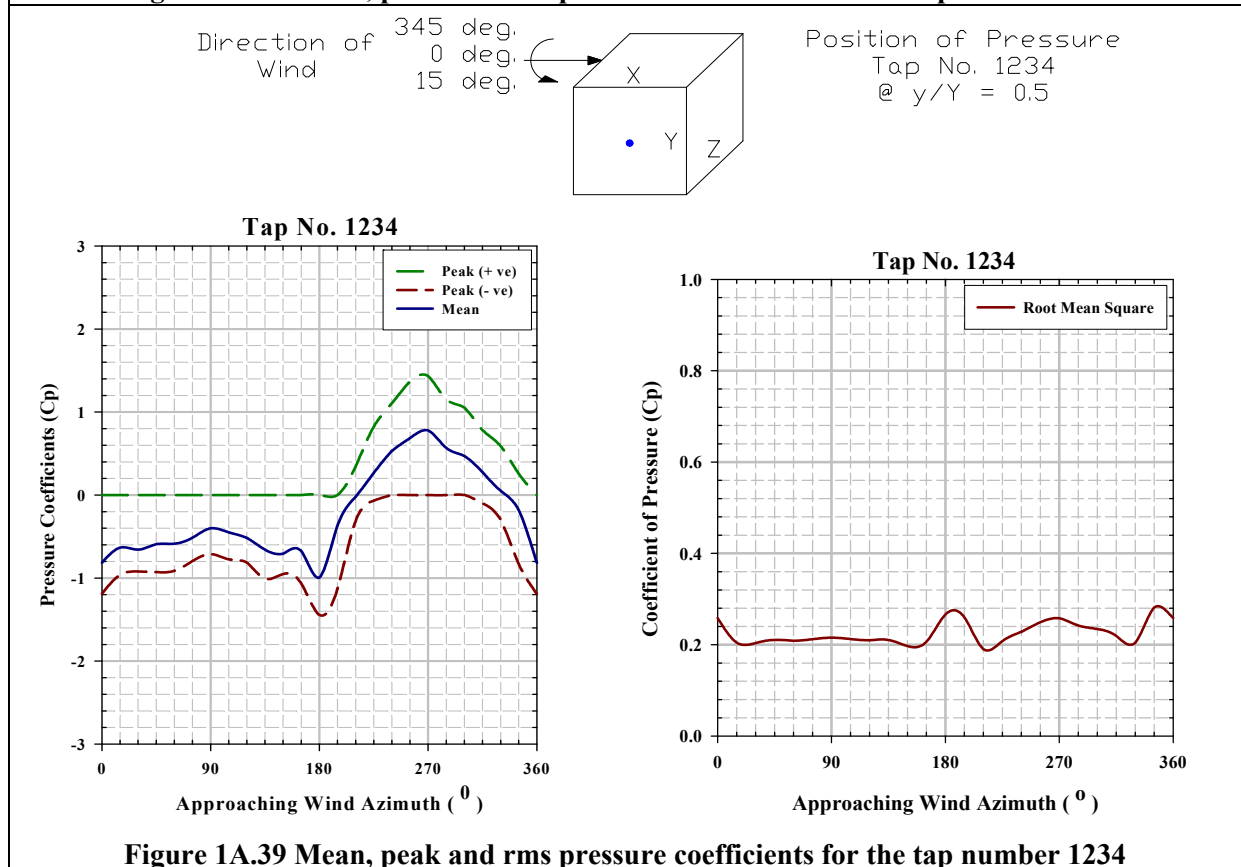 Direction of Wind
345 deg.
0 deg.
15 deg.
X
Y
Z
Position of Pressure
Tap No. 1234
@ y/Y = 0.5
Tap No. 1234
Peak (+ ve)
Peak (- ve)
Mean
Pressure Coefficients (Cp)
3
2
1
0
-1
-2
-3
0 90 180 270 360
Approaching Wind Azimuth ( 0 )
Tap No. 1234
Root Mean Square
Coefficient of Pressure (Cp)
1.0
0.8
0.6
0.4
0.2
0.0
0 90 180 270 360
Approaching Wind Azimuth ( o )
Figure 1A.39 Mean, peak and rms pressure coefficients for the tap number 1234